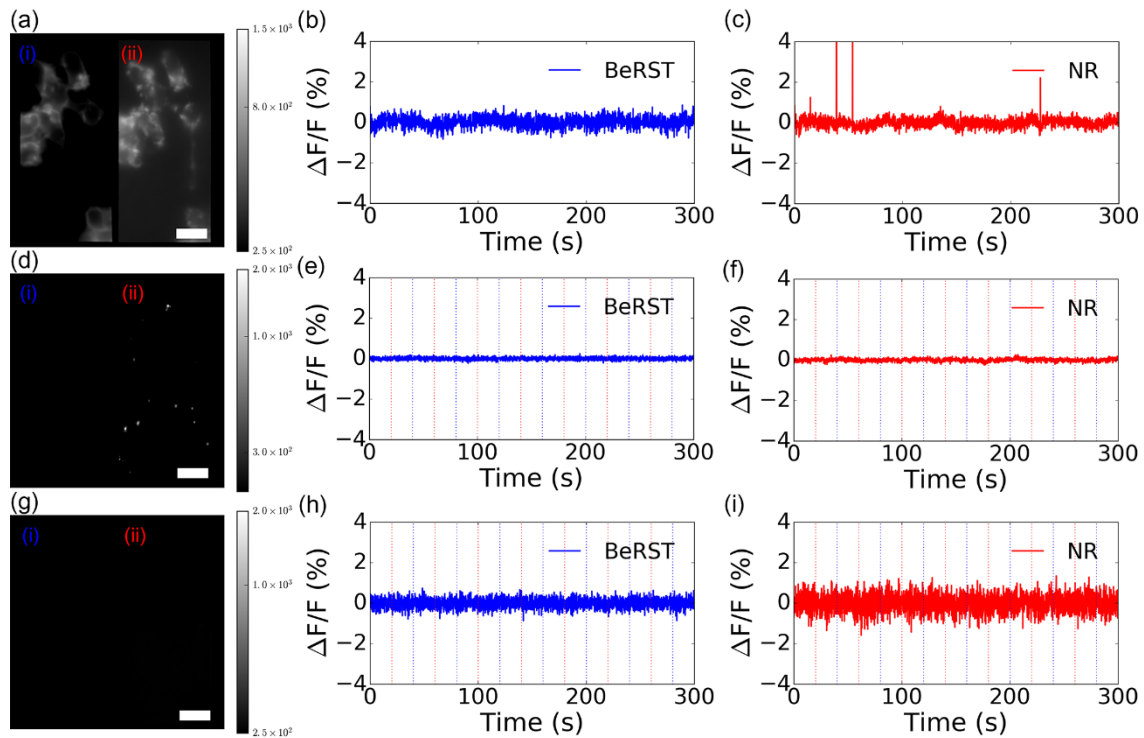 (a)
(i)
(ii)
1.5 × 10³
8.0 × 10²
2.5 × 10²
(b)
ΔF/F (%)
4
2
0
−2
−4
BeRST
0 100 200 300
Time (s)
(c)
ΔF/F (%)
4
2
0
−2
−4
NR
0 100 200 300
Time (s)
(d)
(i)
(ii)
2.0 × 10³
1.0 × 10³
3.0 × 10²
(e)
ΔF/F (%)
4
2
0
−2
−4
BeRST
0 100 200 300
Time (s)
(f)
ΔF/F (%)
4
2
0
−2
−4
NR
0 100 200 300
Time (s)
(g)
(i)
(ii)
2.0 × 10³
1.0 × 10³
2.5 × 10²
(h)
ΔF/F (%)
4
2
0
−2
−4
BeRST
0 100 200 300
Time (s)
(i)
ΔF/F (%)
4
2
0
−2
−4
NR
0 100 200 300
Time (s)